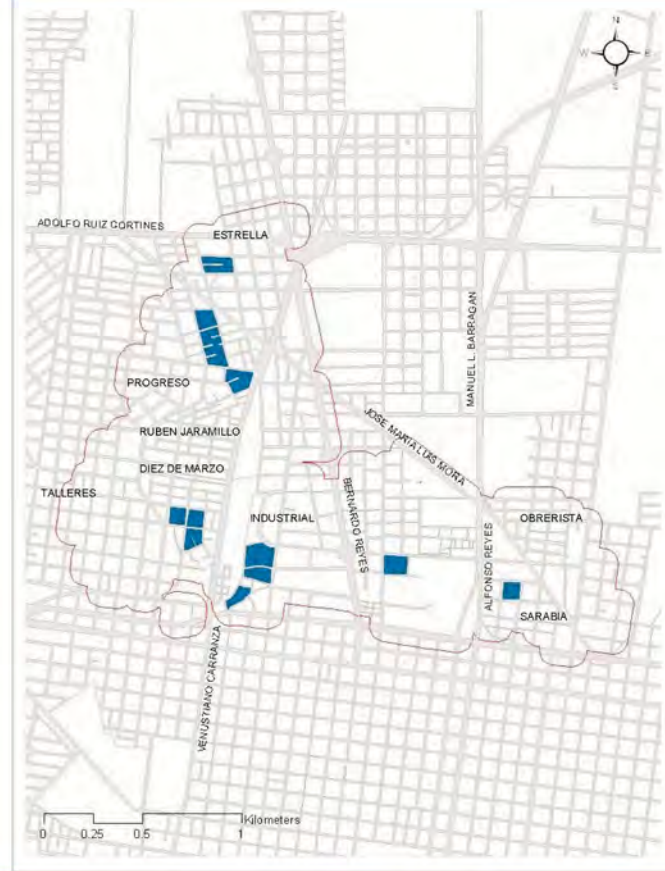 N
W E
S
ADOLFO RUIZ CORTINES
ESTRELLA
MANUEL L. BARRAGAN
PROGRESO
JOSE MARIA LUIS MORA
RUBEN JARAMILLO
DIEZ DE MARZO
TALLERES
INDUSTRIAL
BERNARDO REYES
OBRERISTA
ALFONSO REYES
SARABIA
VENUSTIANO CARRANZA
Kilometers
0 0.25 0.5 1